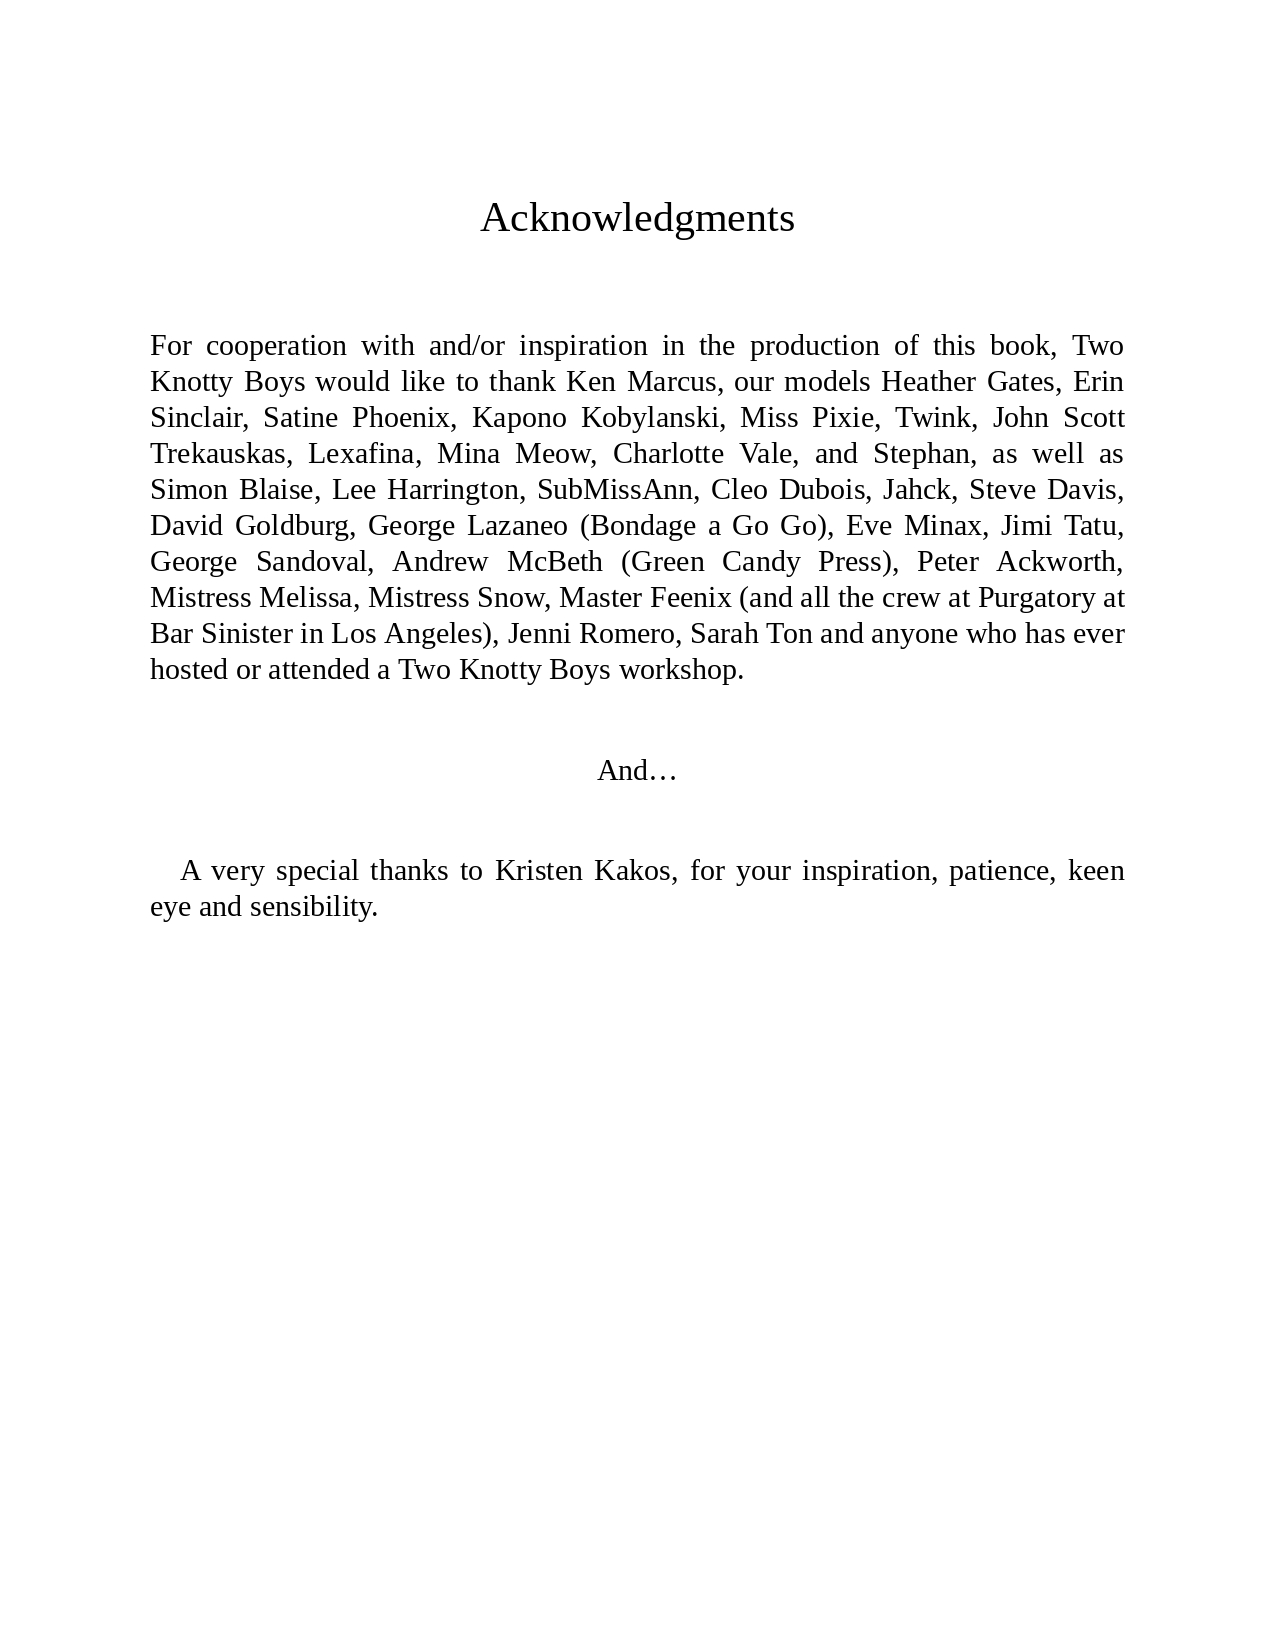 Acknowledgments
For cooperation with and/or inspiration in the production of this book, Two
Knotty Boys would like to thank Ken Marcus, our models Heather Gates, Erin
Sinclair, Satine Phoenix, Kapono Kobylanski, Miss Pixie, Twink, John Scott
Trekauskas, Lexafina, Mina Meow, Charlotte Vale, and Stephan, as well as
Simon Blaise, Lee Harrington, SubMissAnn, Cleo Dubois, Jahck, Steve Davis,
David Goldburg, George Lazaneo (Bondage a Go Go), Eve Minax, Jimi Tatu,
George Sandoval, Andrew McBeth (Green Candy Press), Peter Ackworth,
Mistress Melissa, Mistress Snow, Master Feenix (and all the crew at Purgatory at
Bar Sinister in Los Angeles), Jenni Romero, Sarah Ton and anyone who has ever
hosted or attended a Two Knotty Boys workshop.
And…
A very special thanks to Kristen Kakos, for your inspiration, patience, keen
eye and sensibility.